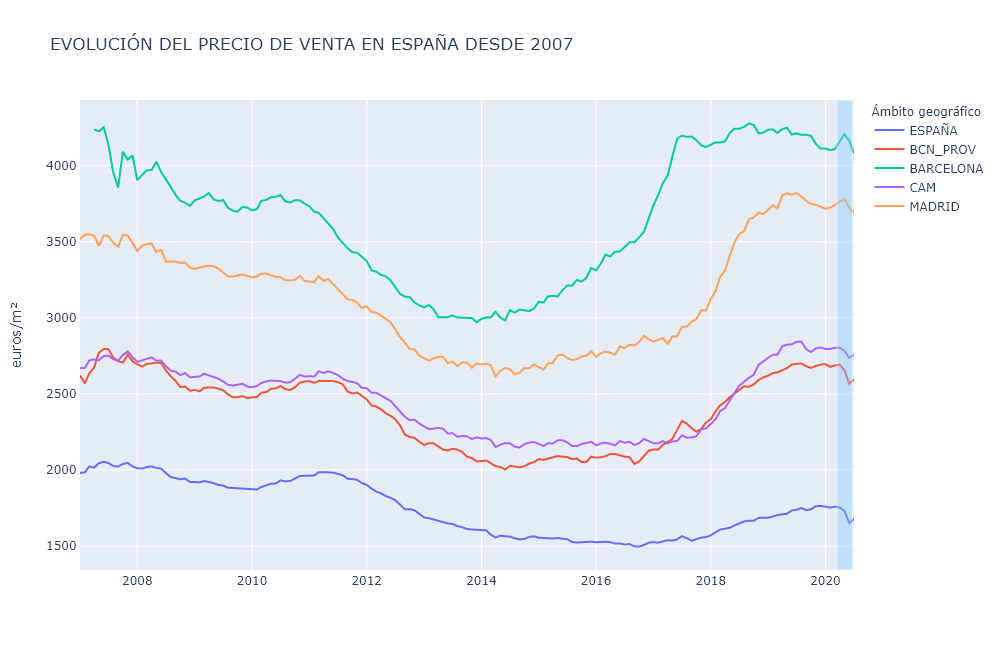 EVOLUCIÓN DEL PRECIO DE VENTA EN ESPAÑA DESDE 2007
Ámbito geográfico
ESPAÑA
BCN_PROV
BARCELONA
CAM
MADRID
euros/m²
4000
3500
3000
2500
2000
1500
2008
2010
2012
2014
2016
2018
2020